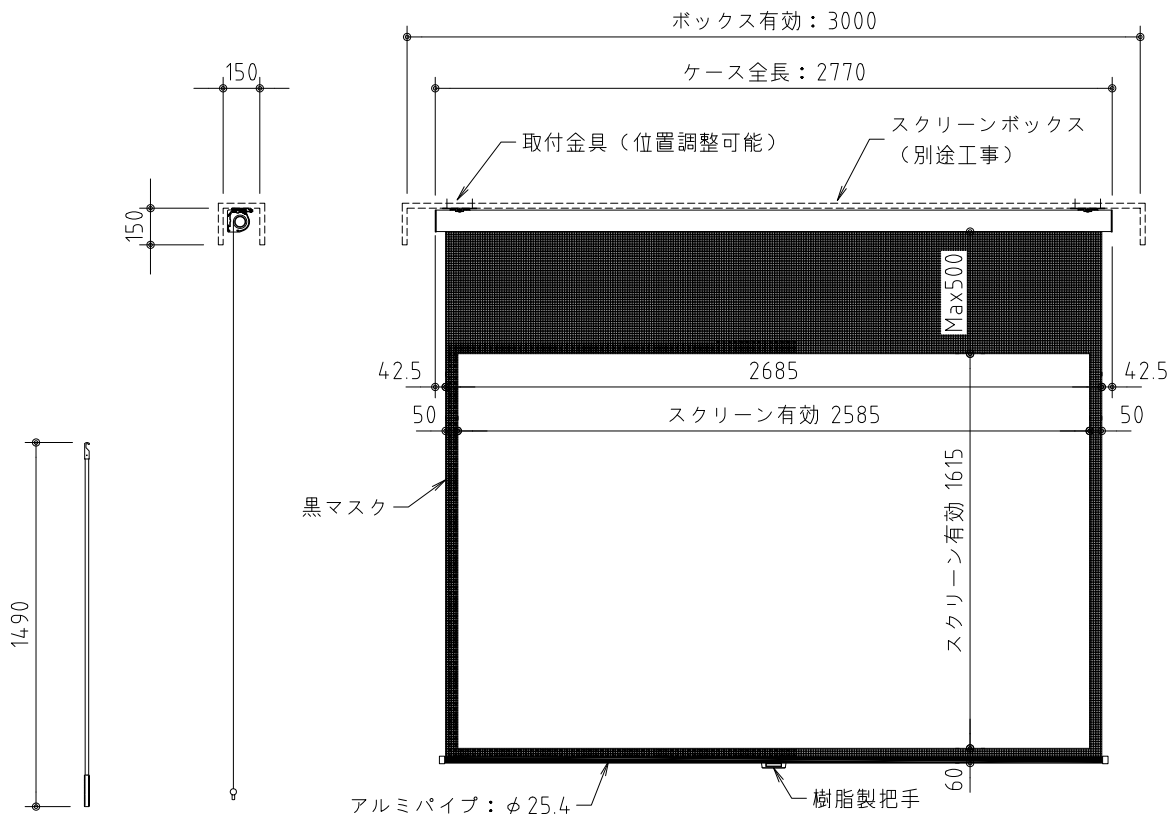 ボックス有効：3000
150
ケース全長：2770
取付金具（位置調整可能）
スクリーンボックス
（別途工事）
150
Max500
42.5
2685
42.5
50
スクリーン有効 2585
50
1490
黒マスク
スクリーン有効 1615
60
アルミパイプ：φ25.4
樹脂製把手